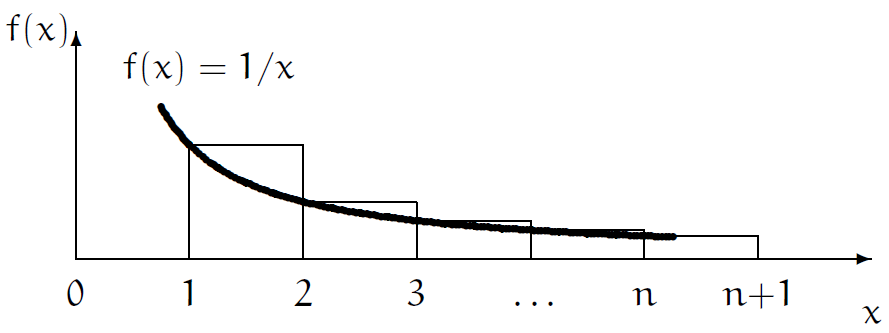 f(x)
f(x) = 1/x
0 1 2 3 ... n n+1
x